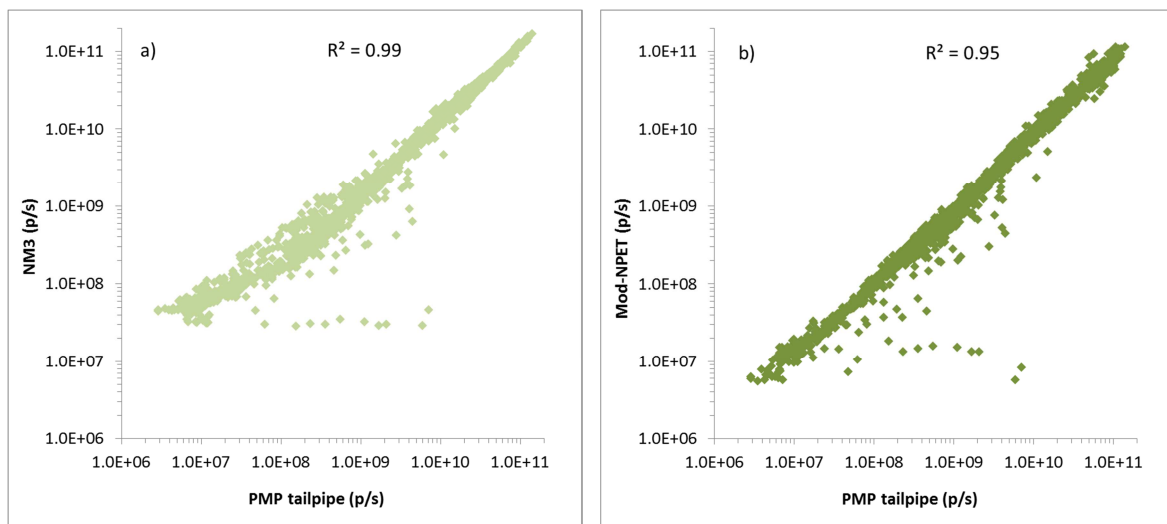 a)
R² = 0.99
1.0E+11
1.0E+10
1.0E+09
1.0E+08
1.0E+07
1.0E+06
NM3 (p/s)
1.0E+06 1.0E+07 1.0E+08 1.0E+09 1.0E+10 1.0E+11
PMP tailpipe (p/s)
b)
R² = 0.95
1.0E+11
1.0E+10
1.0E+09
1.0E+08
1.0E+07
1.0E+06
Mod-NPET (p/s)
1.0E+06 1.0E+07 1.0E+08 1.0E+09 1.0E+10 1.0E+11
PMP tailpipe (p/s)